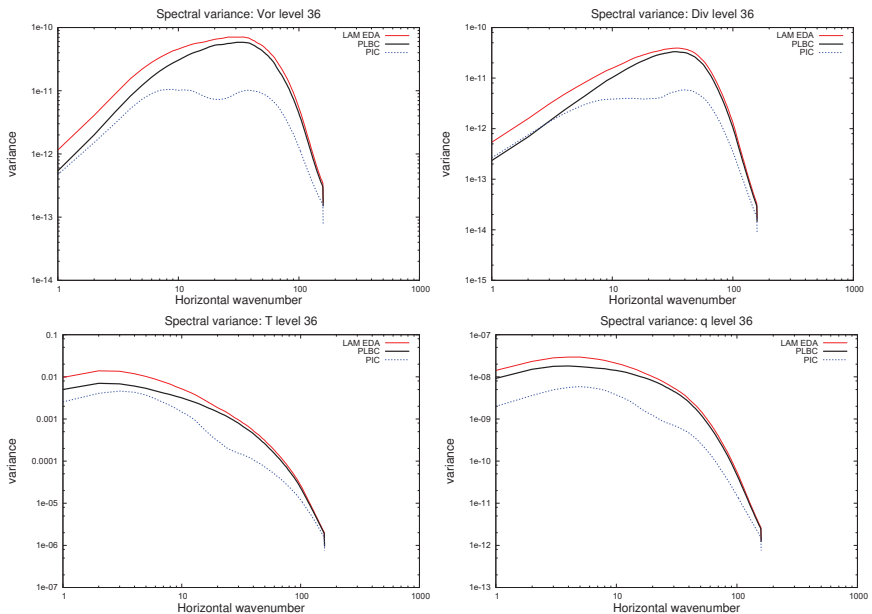 Spectral variance: Vor level 36
LAM EDA
PLBC
PIC
1e-10
1e-11
1e-12
1e-13
1e-14
variance
1
10
100
1000
Horizontal wavenumber
Spectral variance: Div level 36
LAM EDA
PLBC
PIC
1e-10
1e-11
1e-12
1e-13
1e-14
1e-15
variance
1
10
100
1000
Horizontal wavenumber
Spectral variance: T level 36
LAM EDA
PLBC
PIC
0.1
0.01
0.001
0.0001
1e-05
1e-06
1e-07
variance
1
10
100
1000
Horizontal wavenumber
Spectral variance: q level 36
LAM EDA
PLBC
PIC
1e-07
1e-08
1e-09
1e-10
1e-11
1e-12
1e-13
variance
1
10
100
1000
Horizontal wavenumber